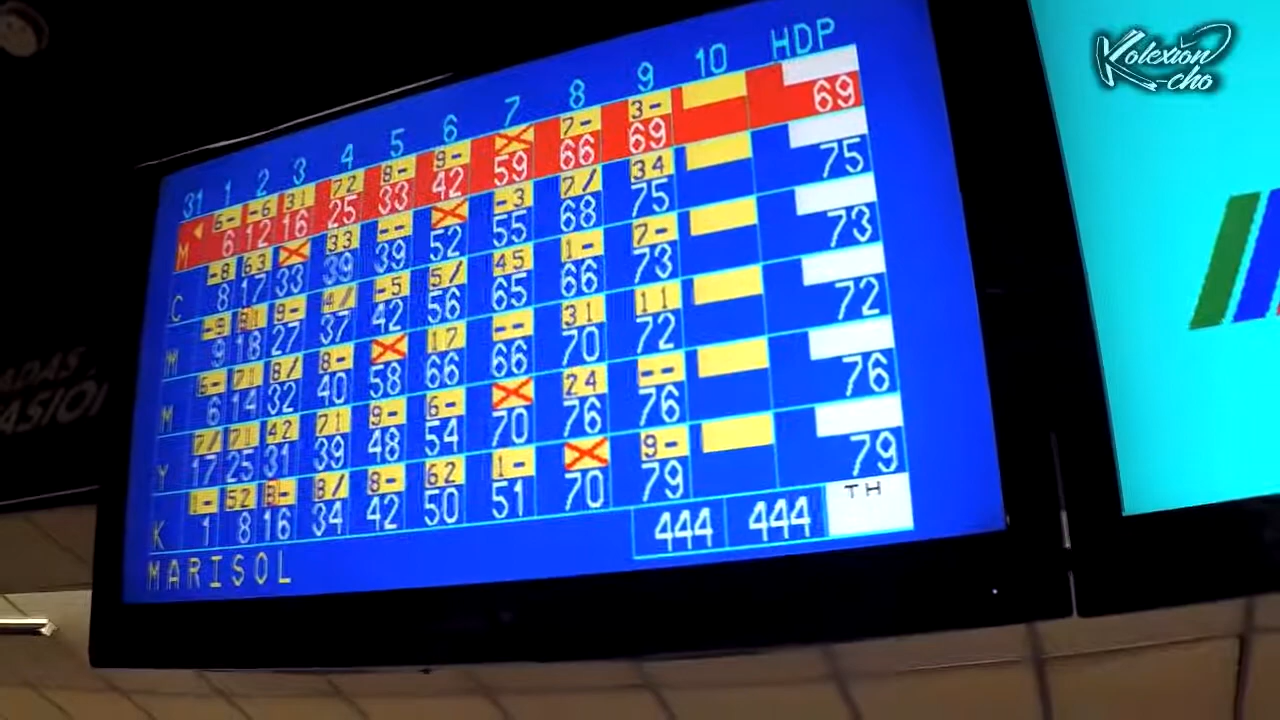 Kolexión
-cho
31 1 2 3 4 5 6 7 8 9 10 HDP
6- -6 31 72 8- 9- X 7- 3-
M 6 12 16 25 33 42 59 66 69 69
-8 63 X 33 -- X -3 7/ 34
C 8 17 33 39 39 52 55 68 75 75
-9 81 9- 4/ -5 5/ 45 1- 7-
M 9 18 27 37 42 56 65 66 73 73
6- 71 8/ 8- X 17 -- 31 11
M 6 14 32 40 58 66 66 70 72 72
7/ 71 42 71 9- 6- X 24 --
Y 17 25 31 39 48 54 70 76 76 76
1- 52 8- 8/ 8- 62 1- X 9-
K 1 8 16 34 42 50 51 70 79 79
TH
444 444
MARISOL
ADAS